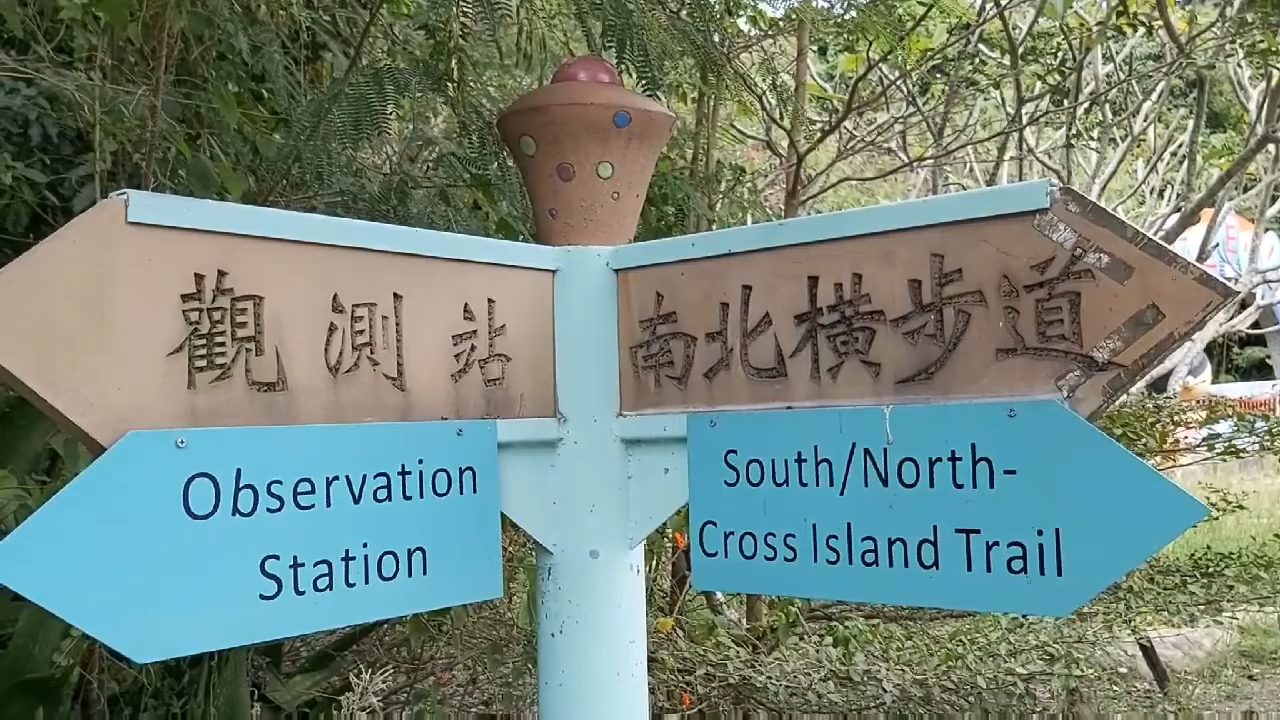 觀測站
Observation
Station
南北橫步道
South/North-
Cross Island Trail